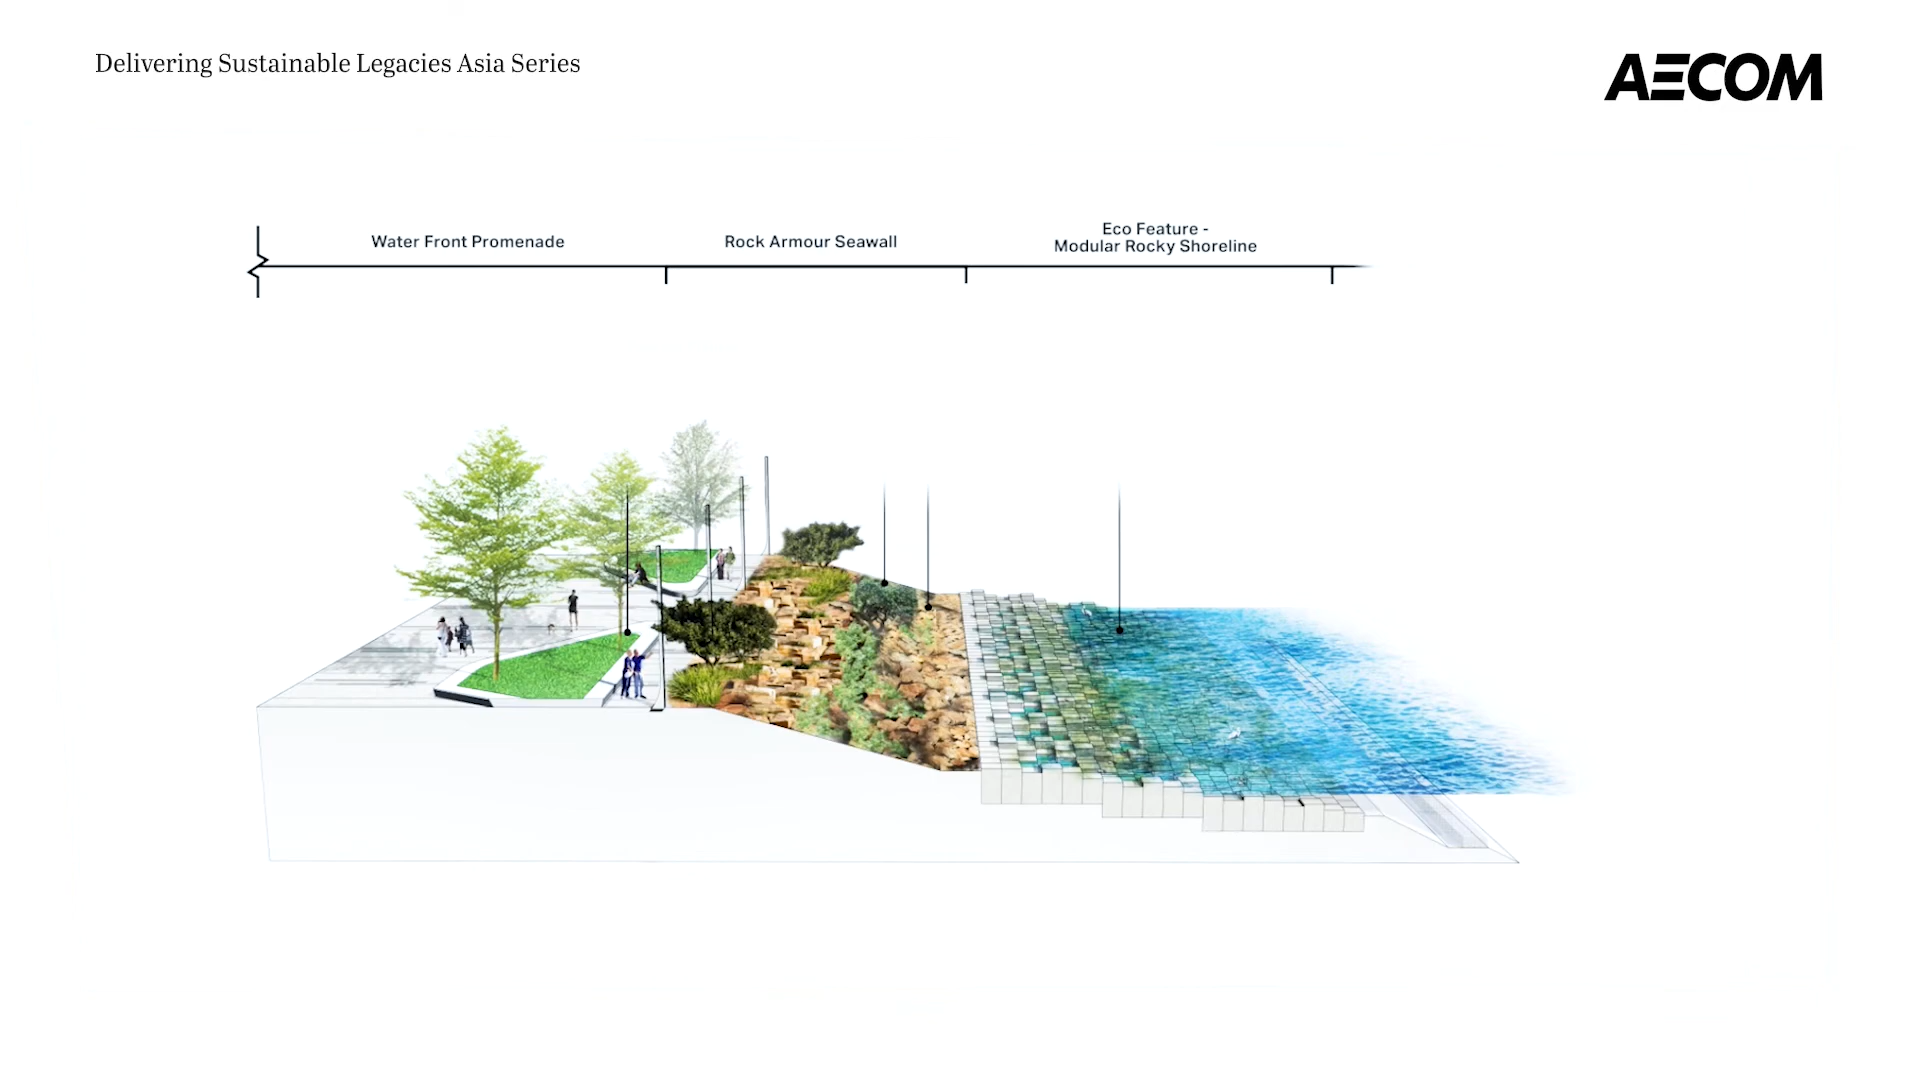 Delivering Sustainable Legacies Asia Series
AECOM
Water Front Promenade
Rock Armour Seawall
Eco Feature -
Modular Rocky Shoreline